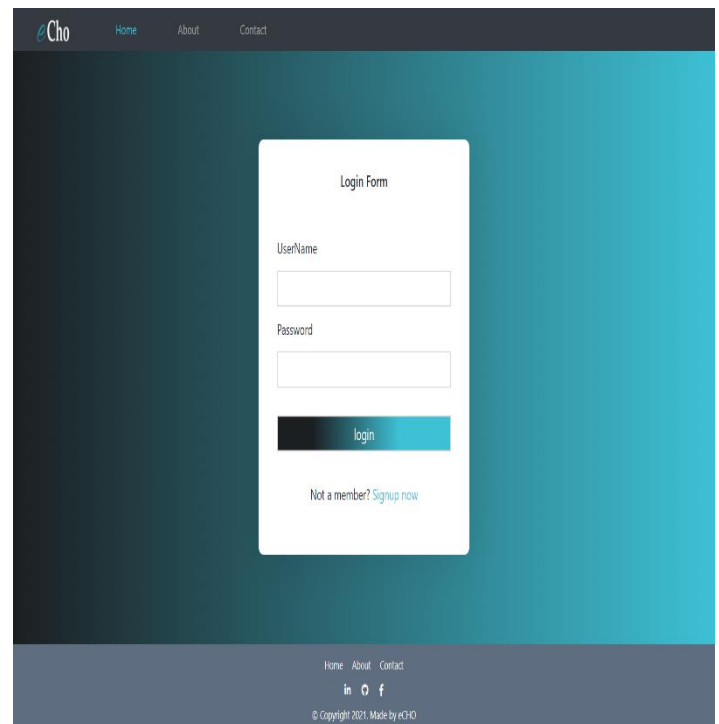 eCho Home About Contact
Login Form
UserName
Password
login
Not a member? Signup now
Home About Contact
© Copyright 2021. Made by eCHO